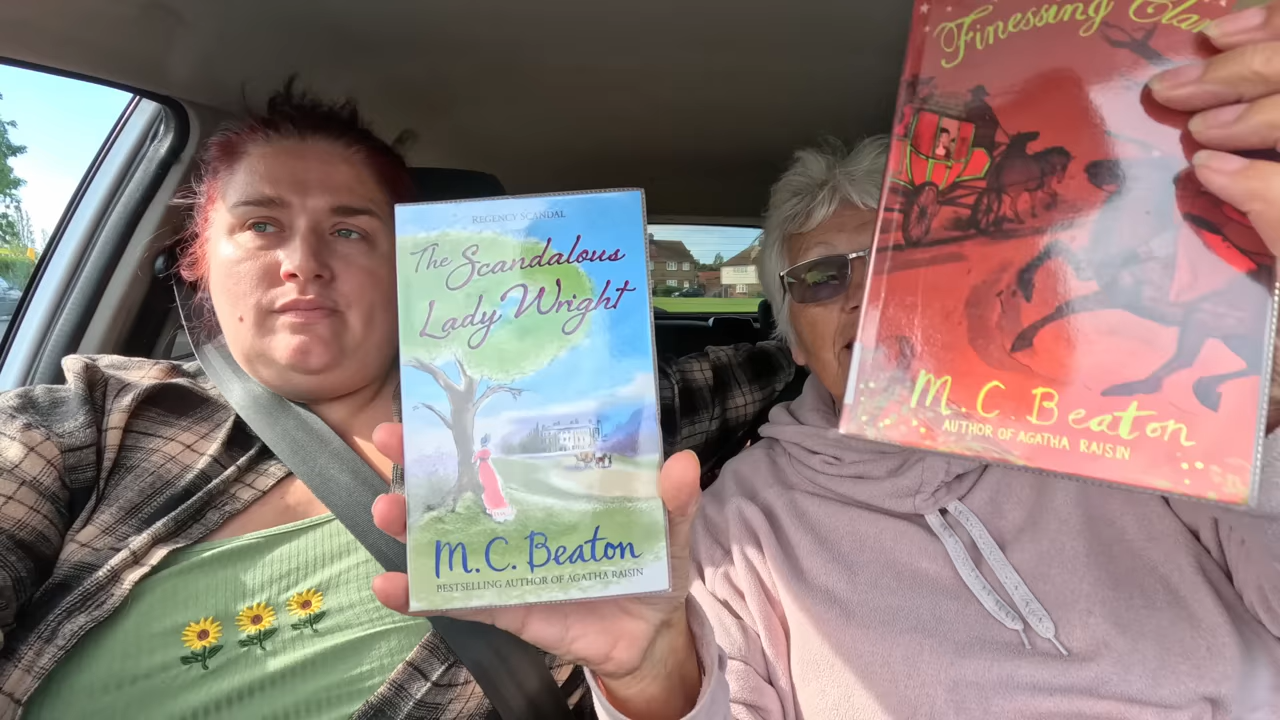 REGENCY SCANDAL
The Scandalous
Lady Wright
M.C. Beaton
BESTSELLING AUTHOR OF AGATHA RAISIN
Finessing
M.C. Beaton
AUTHOR OF AGATHA RAISIN